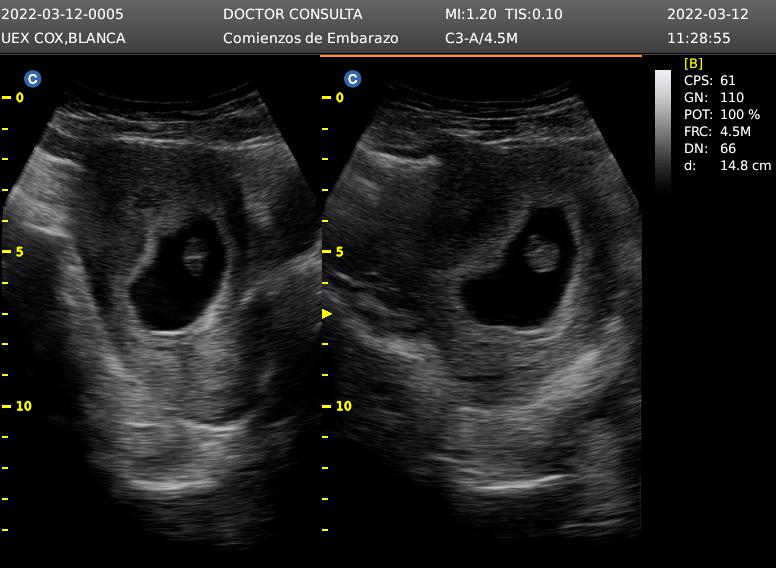 2022-03-12-0005 DOCTOR CONSULTA MI:1.20 TIS:0.10 2022-03-12
UEX COX,BLANCA Comienzos de Embarazo C3-A/4.5M 11:28:55
[B]
CPS: 61
GN: 110
POT: 100 %
FRC: 4.5M
DN: 66
d: 14.8 cm
C C
0 0
5 5
10 10